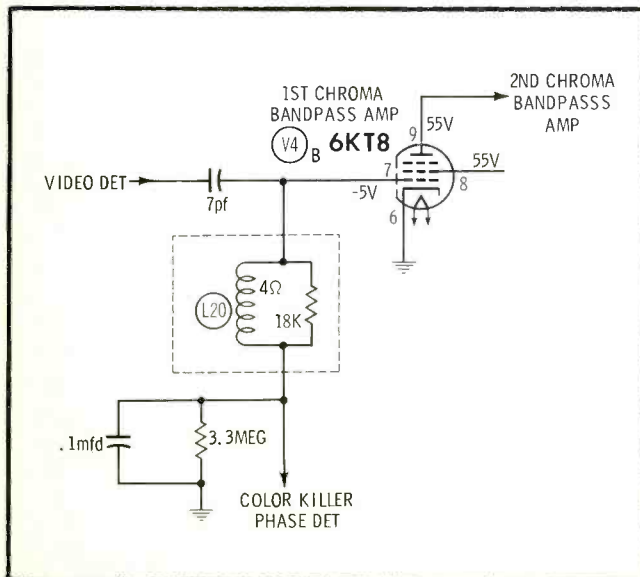 1ST CHROMA
BANDPASS AMP
V4 B 6KT8
2ND CHROMA
BANDPASSS
AMP
9
55V
VIDEO DET
7pf
7
-5V
55V
8
6
L20
4Ω
18K
.1mfd
3.3MEG
COLOR KILLER
PHASE DET